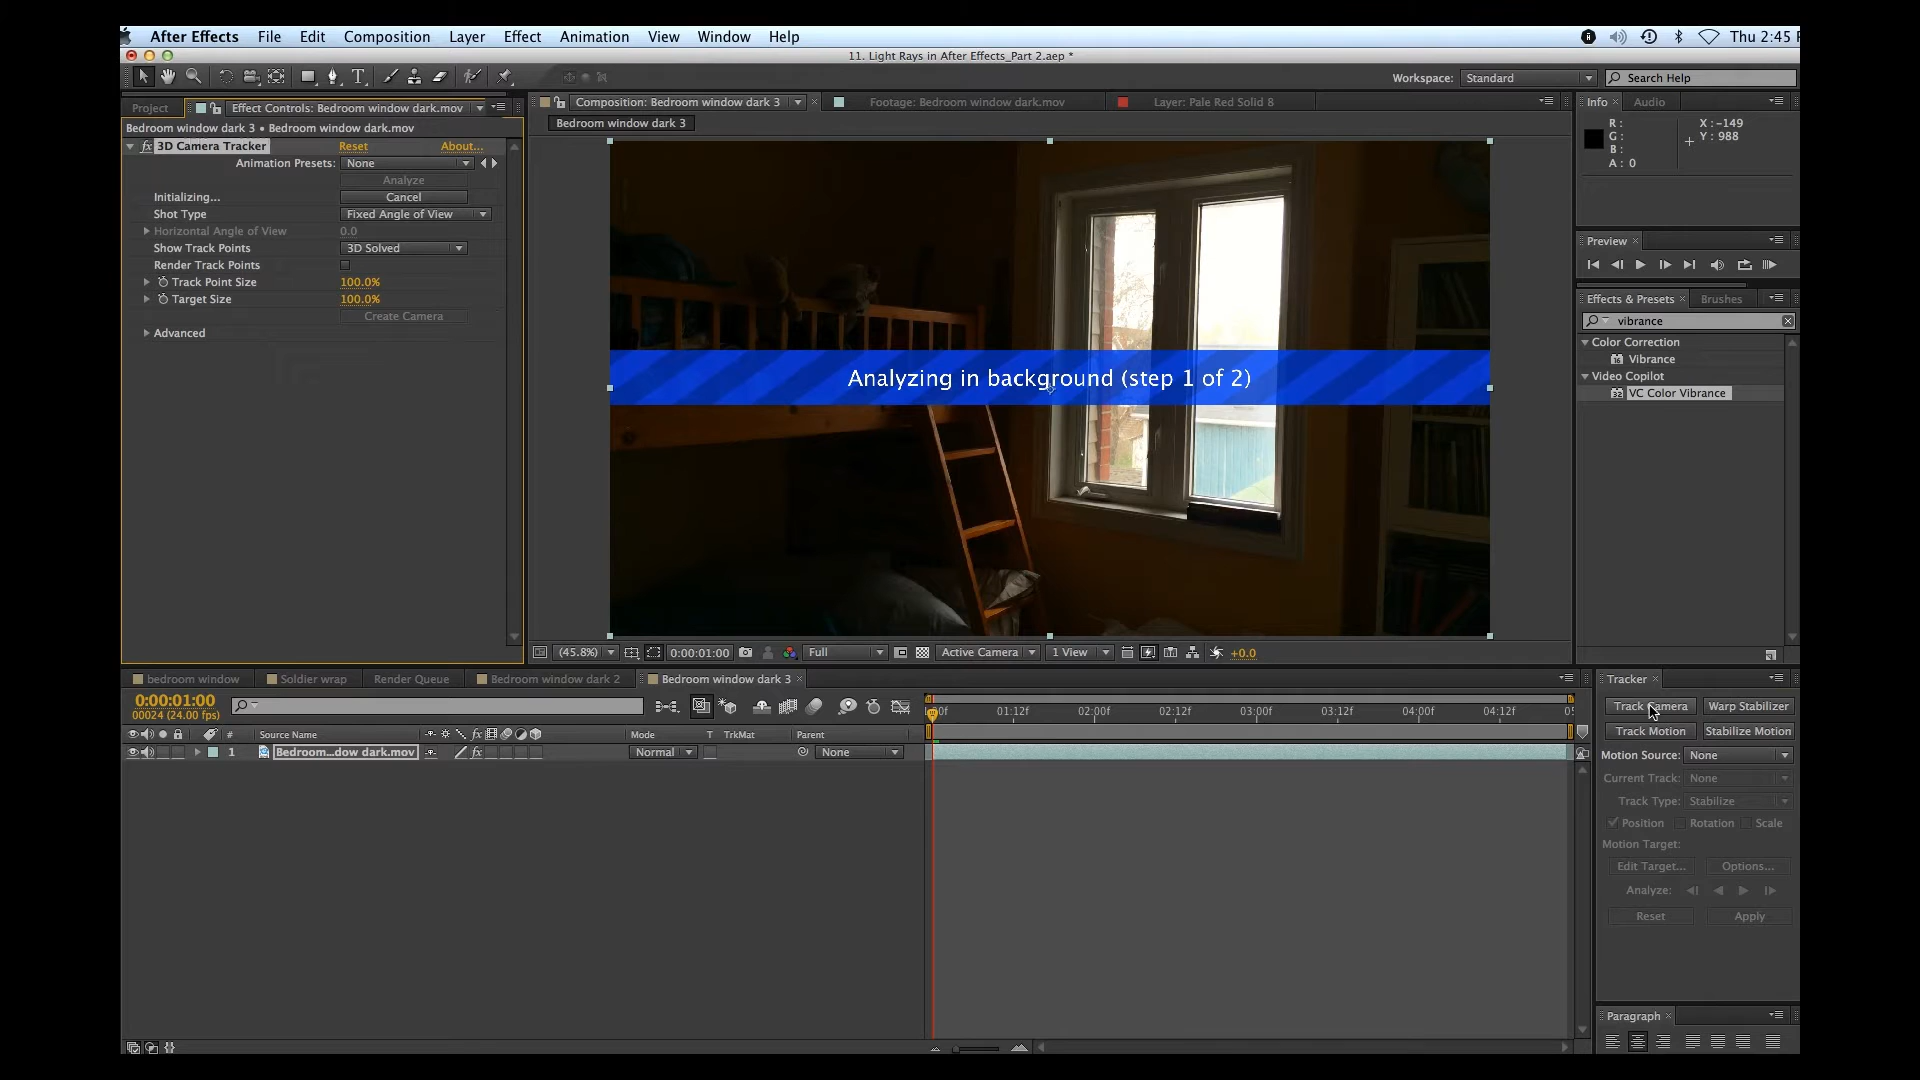 After Effects File Edit Composition Layer Effect Animation View Window Help Thu 2:45
11. Light Rays in After Effects_Part 2.aep *
Workspace: Standard Search Help
Project Effect Controls: Bedroom window dark.mov
Bedroom window dark 3 • Bedroom window dark.mov
fx 3D Camera Tracker Reset About...
Animation Presets: None
Analyze
Initializing... Cancel
Shot Type Fixed Angle of View
Horizontal Angle of View 0.0
Show Track Points 3D Solved
Render Track Points
Track Point Size 100.0%
Target Size 100.0%
Create Camera
Advanced
Composition: Bedroom window dark 3 Footage: Bedroom window dark.mov Layer: Pale Red Solid 8
Bedroom window dark 3
Analyzing in background (step 1 of 2)
(45.8%) 0:00:01:00 Full Active Camera 1 View +0.0
Info Audio
R: X: -149
G: Y: 988
B:
A: 0
Preview
Effects & Presets Brushes
vibrance
Color Correction
Vibrance
Video Copilot
VC Color Vibrance
bedroom window Soldier wrap Render Queue Bedroom window dark 2 Bedroom window dark 3
0:00:01:00
00024 (24.00 fps)
00f 01:12f 02:00f 02:12f 03:00f 03:12f 04:00f 04:12f 05
# Source Name fx Mode T TrkMat Parent
1 Bedroom...dow dark.mov fx Normal None
Tracker
Track Camera Warp Stabilizer
Track Motion Stabilize Motion
Motion Source: None
Current Track: None
Track Type: Stabilize
Position Rotation Scale
Motion Target:
Edit Target... Options...
Analyze:
Reset Apply
Paragraph